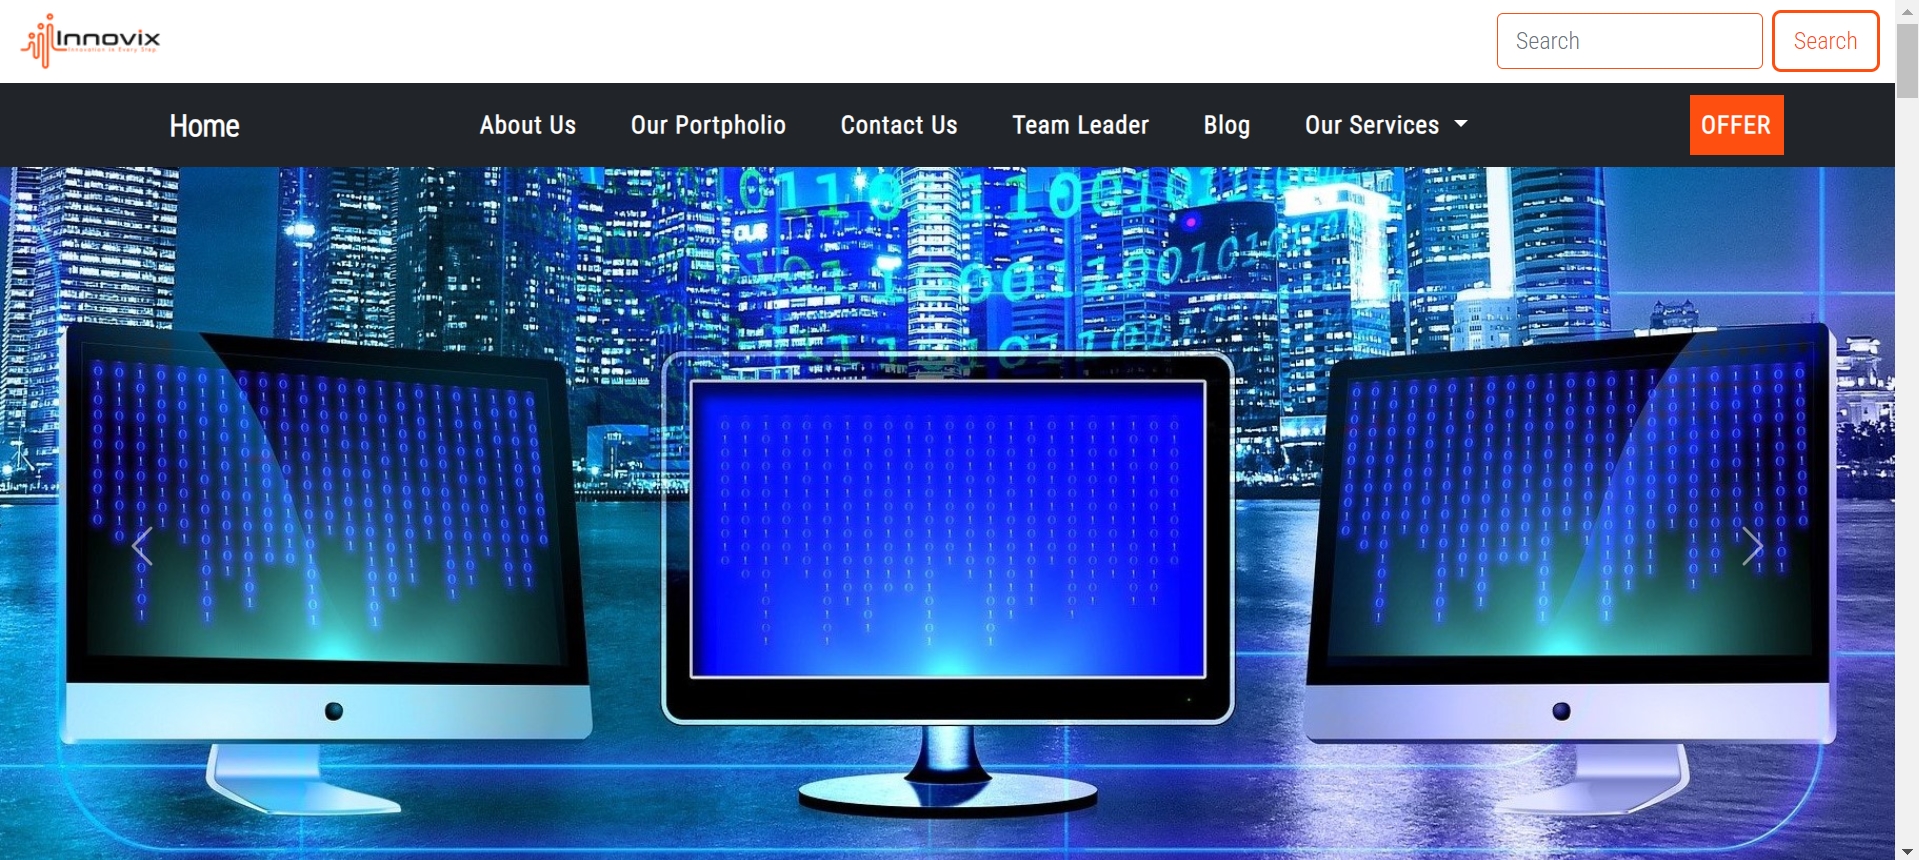 Innovix
Innovation in Every Step
Search
Search
Home
About Us
Our Portpholio
Contact Us
Team Leader
Blog
Our Services
OFFER